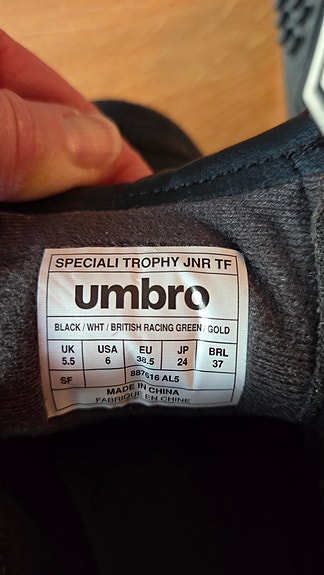 SPECIALI TROPHY JNR TF
umbro
BLACK / WHT / BRITISH RACING GREEN / GOLD
UK USA EU JP BRL
5.5 6 38.5 24 37
SF 887616 AL5
MADE IN CHINA
FABRIQUE EN CHINE